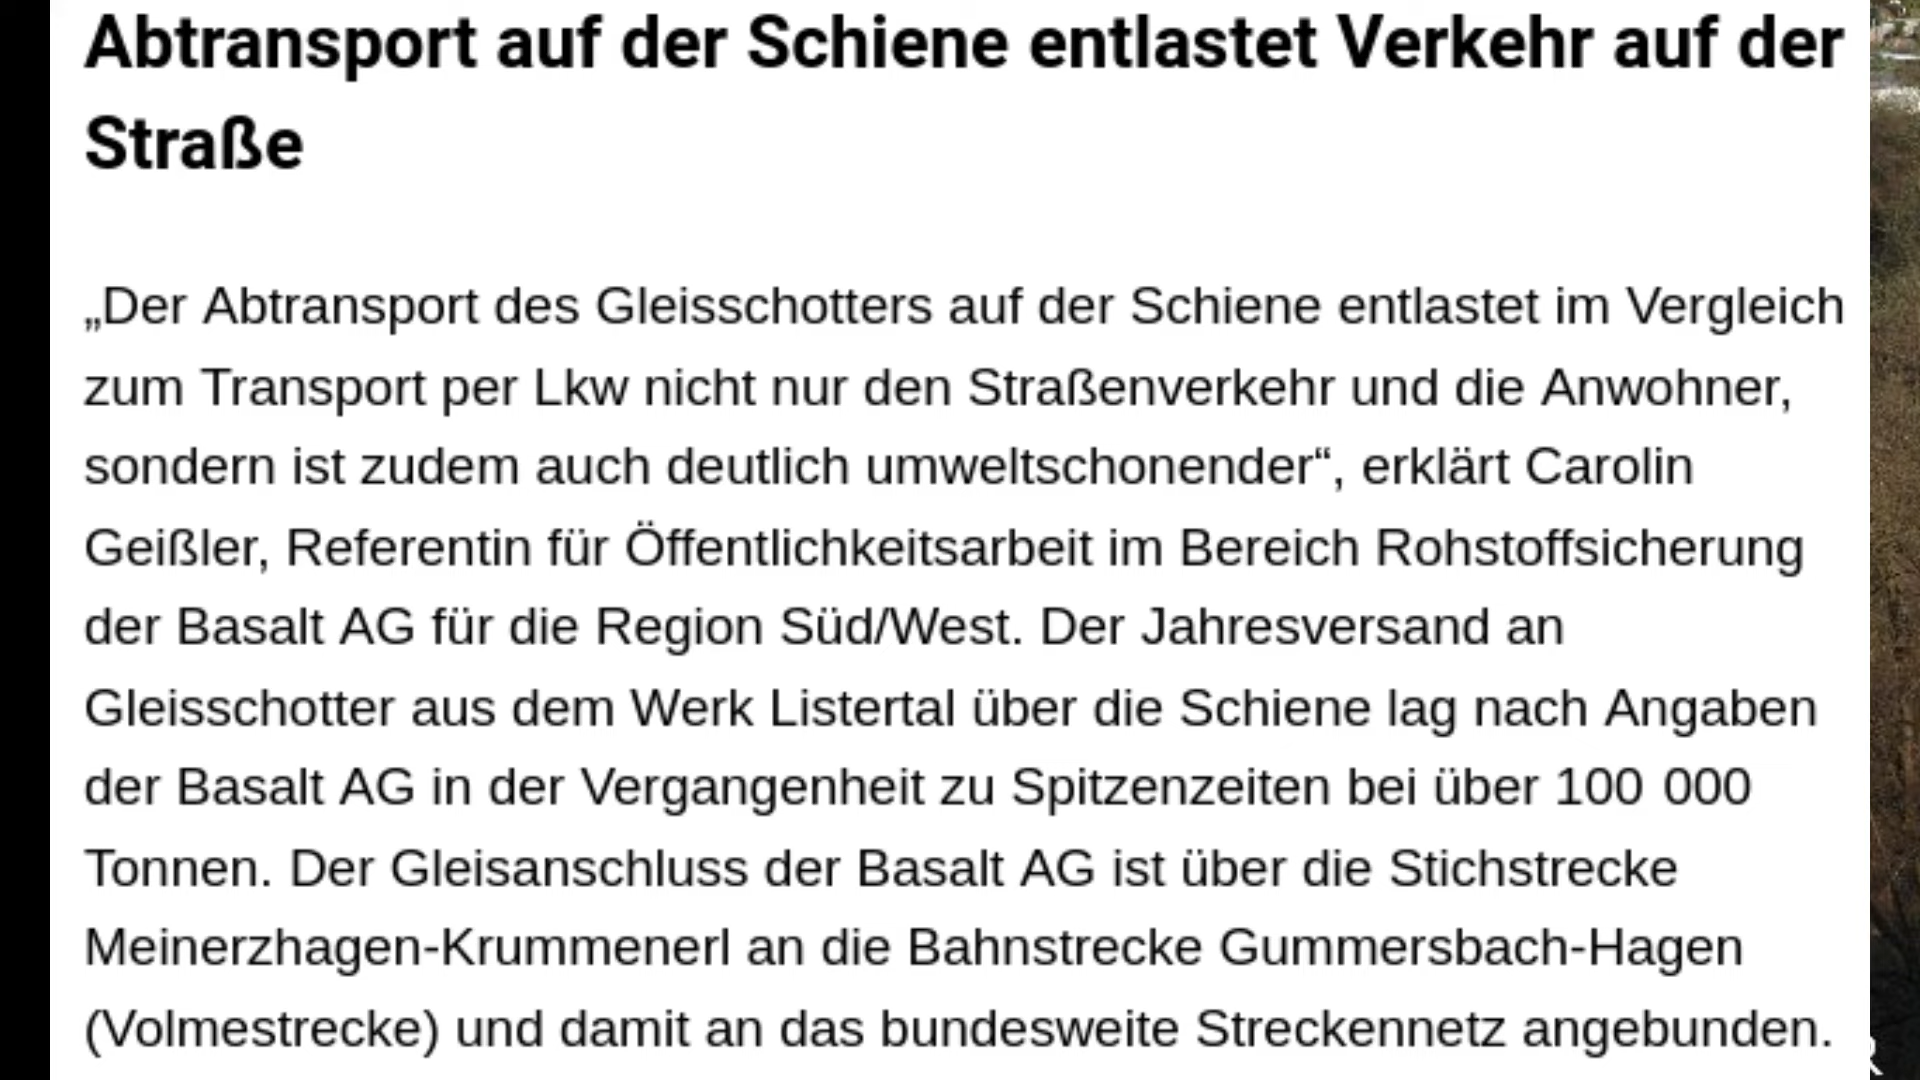 Abtransport auf der Schiene entlastet Verkehr auf der
Straße
„Der Abtransport des Gleisschotters auf der Schiene entlastet im Vergleich
zum Transport per Lkw nicht nur den Straßenverkehr und die Anwohner,
sondern ist zudem auch deutlich umweltschonender“, erklärt Carolin
Geißler, Referentin für Öffentlichkeitsarbeit im Bereich Rohstoffsicherung
der Basalt AG für die Region Süd/West. Der Jahresversand an
Gleisschotter aus dem Werk Listertal über die Schiene lag nach Angaben
der Basalt AG in der Vergangenheit zu Spitzenzeiten bei über 100 000
Tonnen. Der Gleisanschluss der Basalt AG ist über die Stichstrecke
Meinerzhagen-Krummenerl an die Bahnstrecke Gummersbach-Hagen
(Volmestrecke) und damit an das bundesweite Streckennetz angebunden.